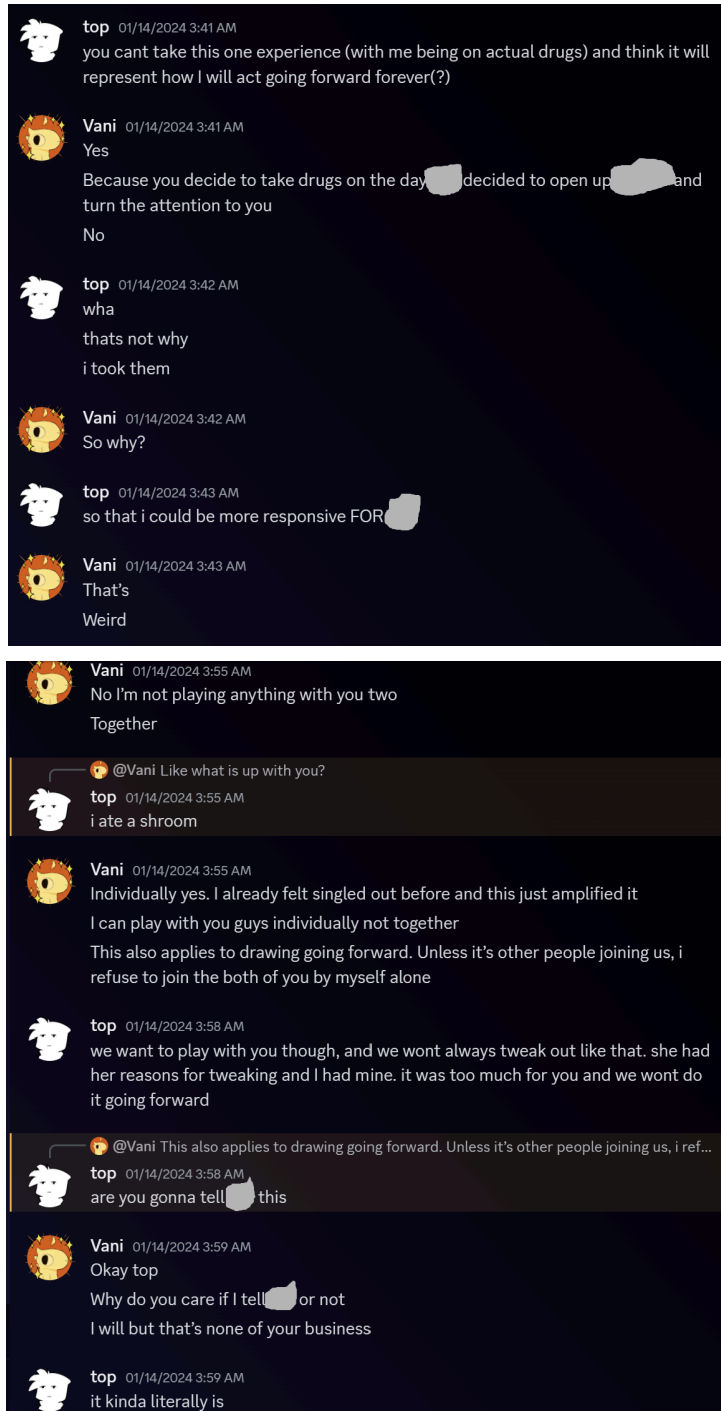 top 01/14/2024 3:41 AM
you cant take this one experience (with me being on actual drugs) and think it will
represent how I will act going forward forever(?)
Vani 01/14/2024 3:41 AM
Yes
Because you decide to take drugs on the day decided to open up and
turn the attention to you
No
top 01/14/2024 3:42 AM
wha
thats not why
i took them
Vani 01/14/2024 3:42 AM
So why?
top 01/14/2024 3:43 AM
so that i could be more responsive FOR
Vani 01/14/2024 3:43 AM
That's
Weird
Vani 01/14/2024 3:55 AM
No I'm not playing anything with you two
Together
@Vani Like what is up with you?
top 01/14/2024 3:55 AM
i ate a shroom
Vani 01/14/2024 3:55 AM
Individually yes. I already felt singled out before and this just amplified it
I can play with you guys individually not together
This also applies to drawing going forward. Unless it's other people joining us, i
refuse to join the both of you by myself alone
top 01/14/2024 3:58 AM
we want to play with you though, and we wont always tweak out like that. she had
her reasons for tweaking and I had mine. it was too much for you and we wont do
it going forward
@Vani This also applies to drawing going forward. Unless it's other people joining us, i ref...
top 01/14/2024 3:58 AM
are you gonna tell this
Vani 01/14/2024 3:59 AM
Okay top
Why do you care if I tell or not
I will but that's none of your business
top 01/14/2024 3:59 AM
it kinda literally is